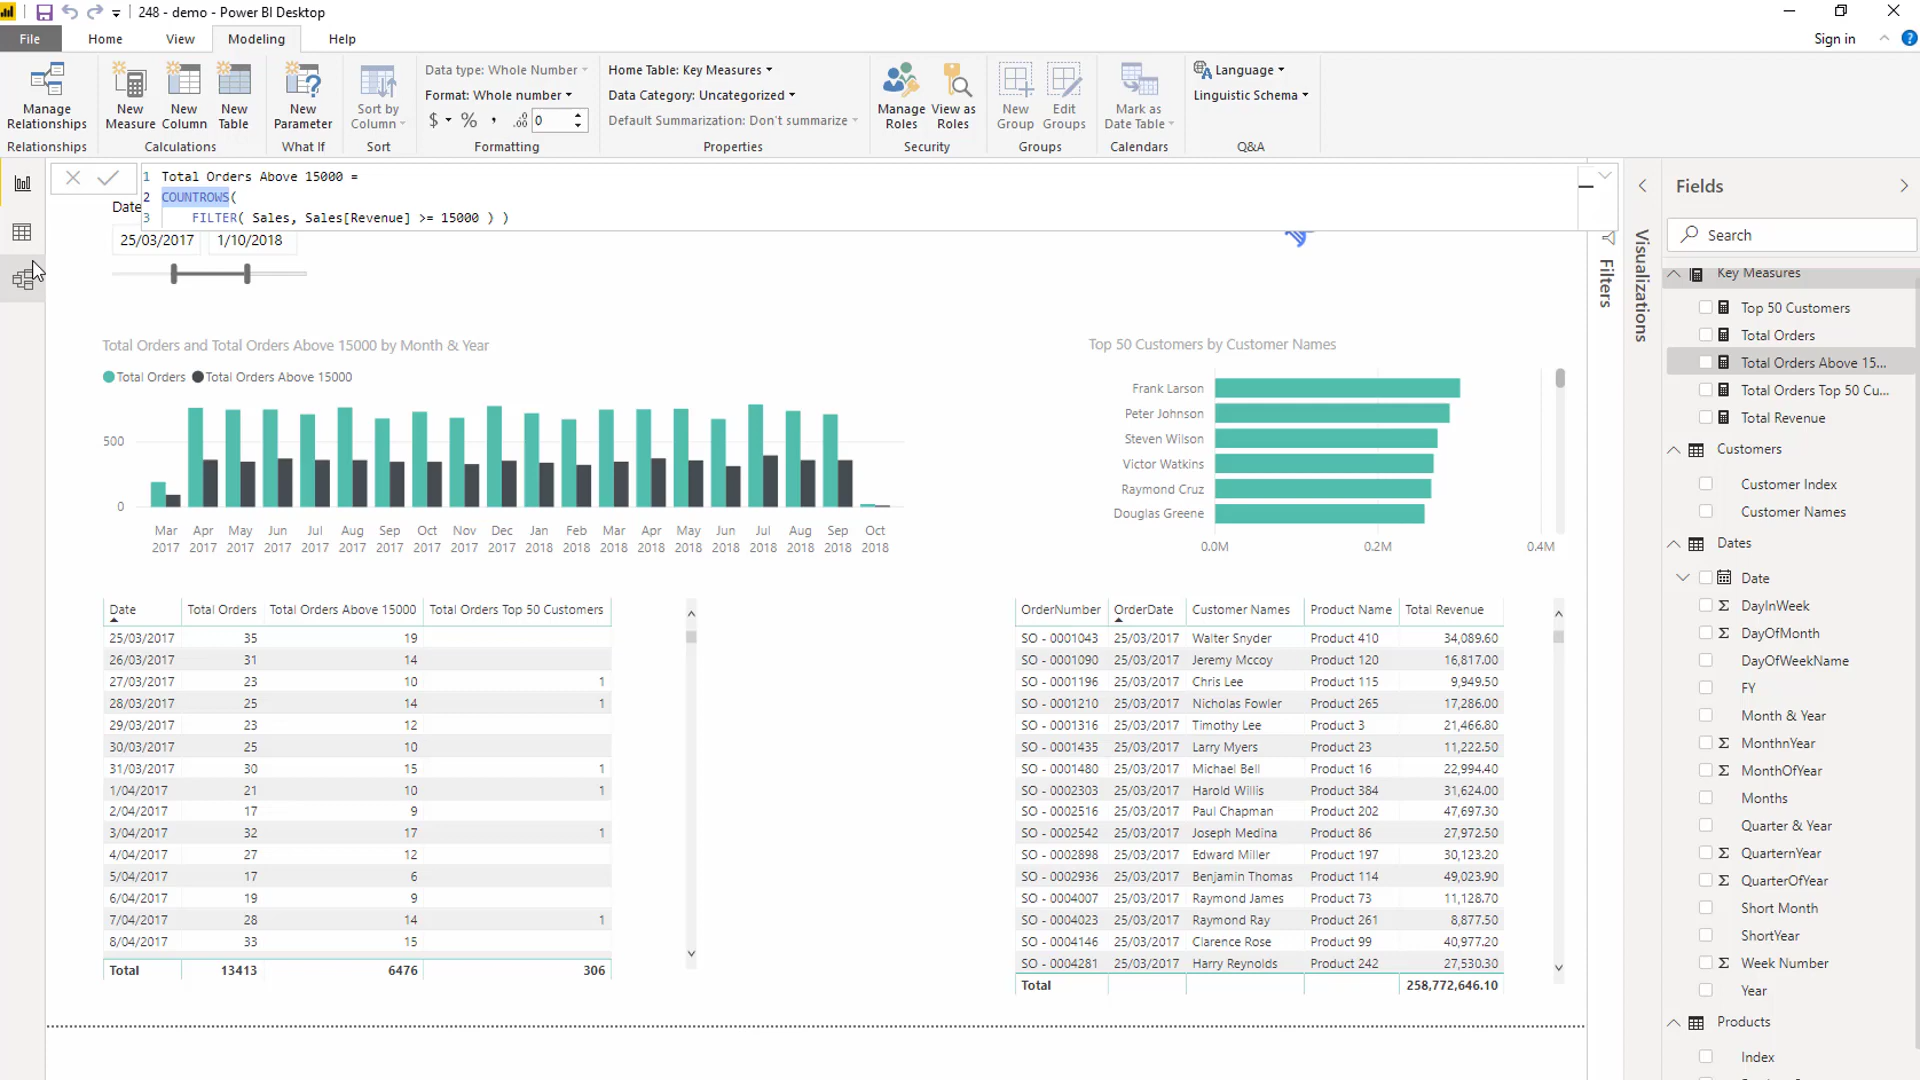 248 - demo - Power BI Desktop
File
Home
View
Modeling
Help
Sign in
Manage
Relationships
New
Measure
New
Column
New
Table
New
Parameter
Sort by
Column
Data type: Whole Number
Format: Whole number
$ % , .00 0
Home Table: Key Measures
Data Category: Uncategorized
Default Summarization: Don't summarize
Manage
Roles
View as
Roles
New
Group
Edit
Groups
Mark as
Date Table
Language
Linguistic Schema
Relationships
Calculations
What If
Sort
Formatting
Properties
Security
Groups
Calendars
Q&A
1 Total Orders Above 15000 =
2 COUNTROWS(
3 FILTER( Sales, Sales[Revenue] >= 15000 ) )
Date
25/03/2017 1/10/2018
Total Orders and Total Orders Above 15000 by Month & Year
Total Orders Total Orders Above 15000
500
0
Mar Apr May Jun Jul Aug Sep Oct Nov Dec Jan Feb Mar Apr May Jun Jul Aug Sep Oct
2017 2017 2017 2017 2017 2017 2017 2017 2017 2017 2018 2018 2018 2018 2018 2018 2018 2018 2018 2018
Top 50 Customers by Customer Names
Frank Larson
Peter Johnson
Steven Wilson
Victor Watkins
Raymond Cruz
Douglas Greene
0.0M 0.2M 0.4M
Date Total Orders Total Orders Above 15000 Total Orders Top 50 Customers
25/03/2017 35 19
26/03/2017 31 14
27/03/2017 23 10 1
28/03/2017 25 14 1
29/03/2017 23 12
30/03/2017 25 10
31/03/2017 30 15 1
1/04/2017 21 10 1
2/04/2017 17 9
3/04/2017 32 17 1
4/04/2017 27 12
5/04/2017 17 6
6/04/2017 19 9
7/04/2017 28 14 1
8/04/2017 33 15
Total 13413 6476 306
OrderNumber OrderDate Customer Names Product Name Total Revenue
SO - 0001043 25/03/2017 Walter Snyder Product 410 34,089.60
SO - 0001090 25/03/2017 Jeremy Mccoy Product 120 16,817.00
SO - 0001196 25/03/2017 Chris Lee Product 115 9,949.50
SO - 0001210 25/03/2017 Nicholas Fowler Product 265 17,286.00
SO - 0001316 25/03/2017 Timothy Lee Product 3 21,466.80
SO - 0001435 25/03/2017 Larry Myers Product 23 11,222.50
SO - 0001480 25/03/2017 Michael Bell Product 16 22,994.40
SO - 0002303 25/03/2017 Harold Willis Product 384 31,624.00
SO - 0002516 25/03/2017 Paul Chapman Product 202 47,697.30
SO - 0002542 25/03/2017 Joseph Medina Product 86 27,972.50
SO - 0002898 25/03/2017 Edward Miller Product 197 30,123.20
SO - 0002936 25/03/2017 Benjamin Thomas Product 114 49,023.90
SO - 0004007 25/03/2017 Raymond James Product 73 11,128.70
SO - 0004023 25/03/2017 Raymond Ray Product 261 8,877.50
SO - 0004146 25/03/2017 Clarence Rose Product 99 40,977.20
SO - 0004281 25/03/2017 Harry Reynolds Product 242 27,530.30
Total 258,772,646.10
Filters
Visualizations
Fields
Search
Key Measures
Top 50 Customers
Total Orders
Total Orders Above 15...
Total Orders Top 50 Cu...
Total Revenue
Customers
Customer Index
Customer Names
Dates
Date
DayInWeek
DayOfMonth
DayOfWeekName
FY
Month & Year
MonthnYear
MonthOfYear
Months
Quarter & Year
QuarternYear
QuarterOfYear
Short Month
ShortYear
Week Number
Year
Products
Index